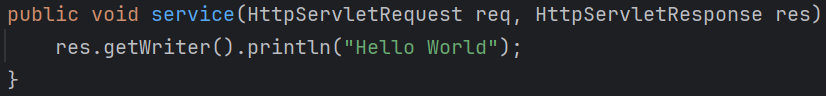 public void service(HttpServletRequest req, HttpServletResponse res)
    res.getWriter().println("Hello World");
}